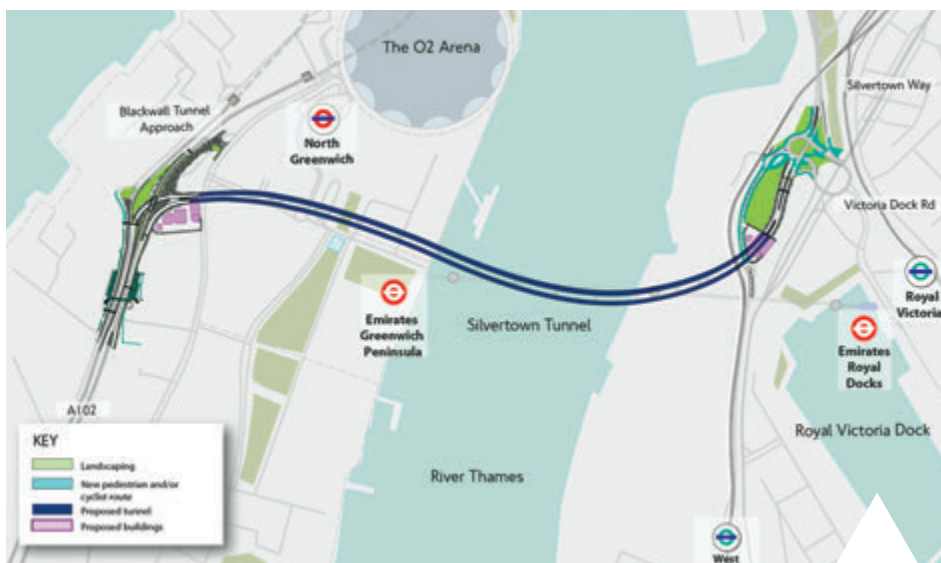 The O2 Arena
Silvertown Way
Blackwall Tunnel
Approach
North
Greenwich
Victoria Dock Rd
Royal
Victoria
Emirates
Greenwich
Peninsula
Silvertown Tunnel
Emirates
Royal
Docks
A102
Royal Victoria Dock
KEY
Landscaping
New pedestrian and/or
cyclist route
Proposed tunnel
Proposed buildings
River Thames
West